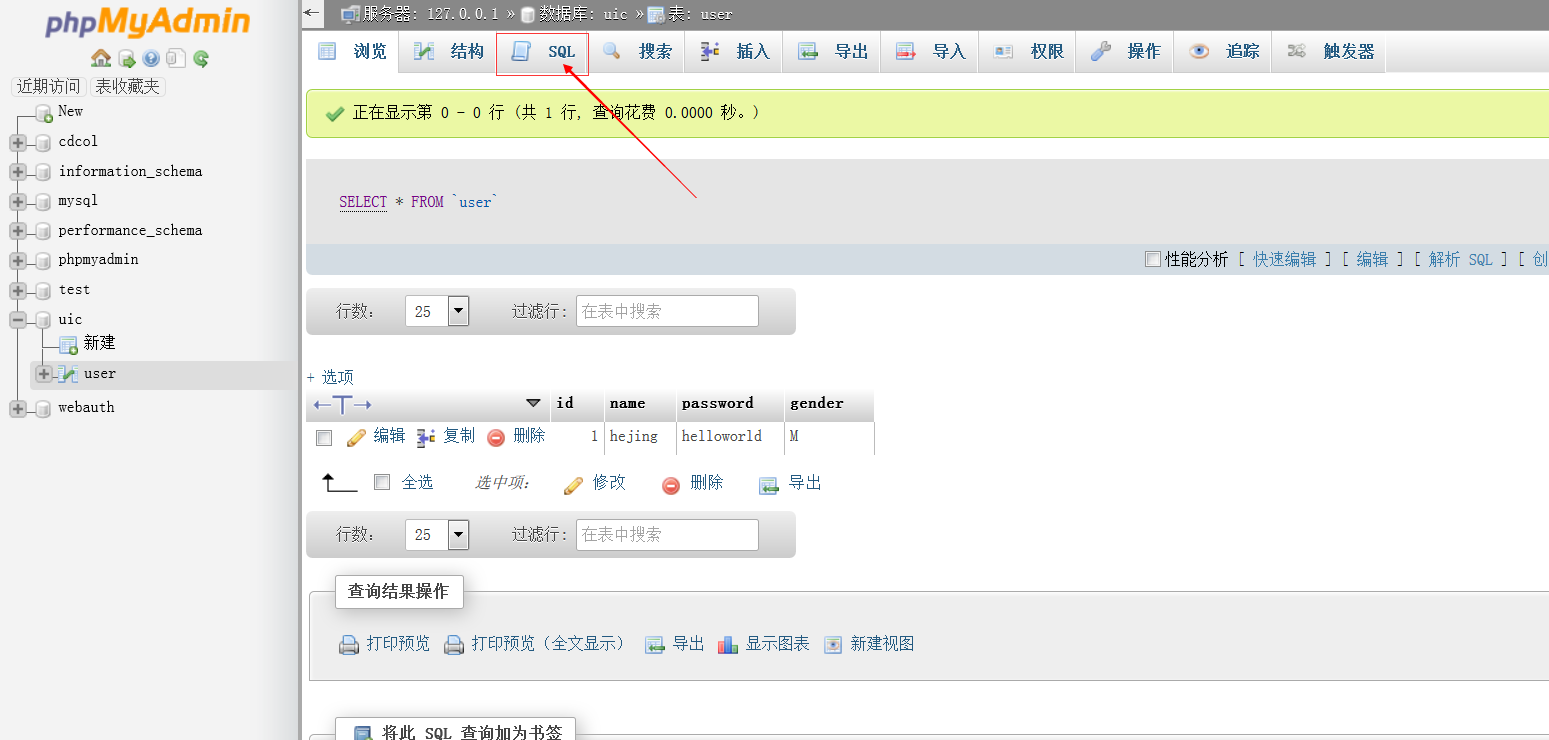 phpMyAdmin
近期访问 表收藏夹
New
cdcol
information_schema
mysql
performance_schema
phpmyadmin
test
uic
新建
user
webauth
服务器: 127.0.0.1 » 数据库: uic » 表: user
浏览 结构 SQL 搜索 插入 导出 导入 权限 操作 追踪 触发器
正在显示第 0 - 0 行 (共 1 行, 查询花费 0.0000 秒。)
SELECT * FROM `user`
性能分析 [ 快速编辑 ] [ 编辑 ] [ 解析 SQL ] [ 创
行数: 25 过滤行: 在表中搜索
+ 选项
←T→ id name password gender
编辑 复制 删除 1 hejing helloworld M
全选 选中项: 修改 删除 导出
行数: 25 过滤行: 在表中搜索
查询结果操作
打印预览 打印预览（全文显示） 导出 显示图表 新建视图
将此 SQL 查询加为书签